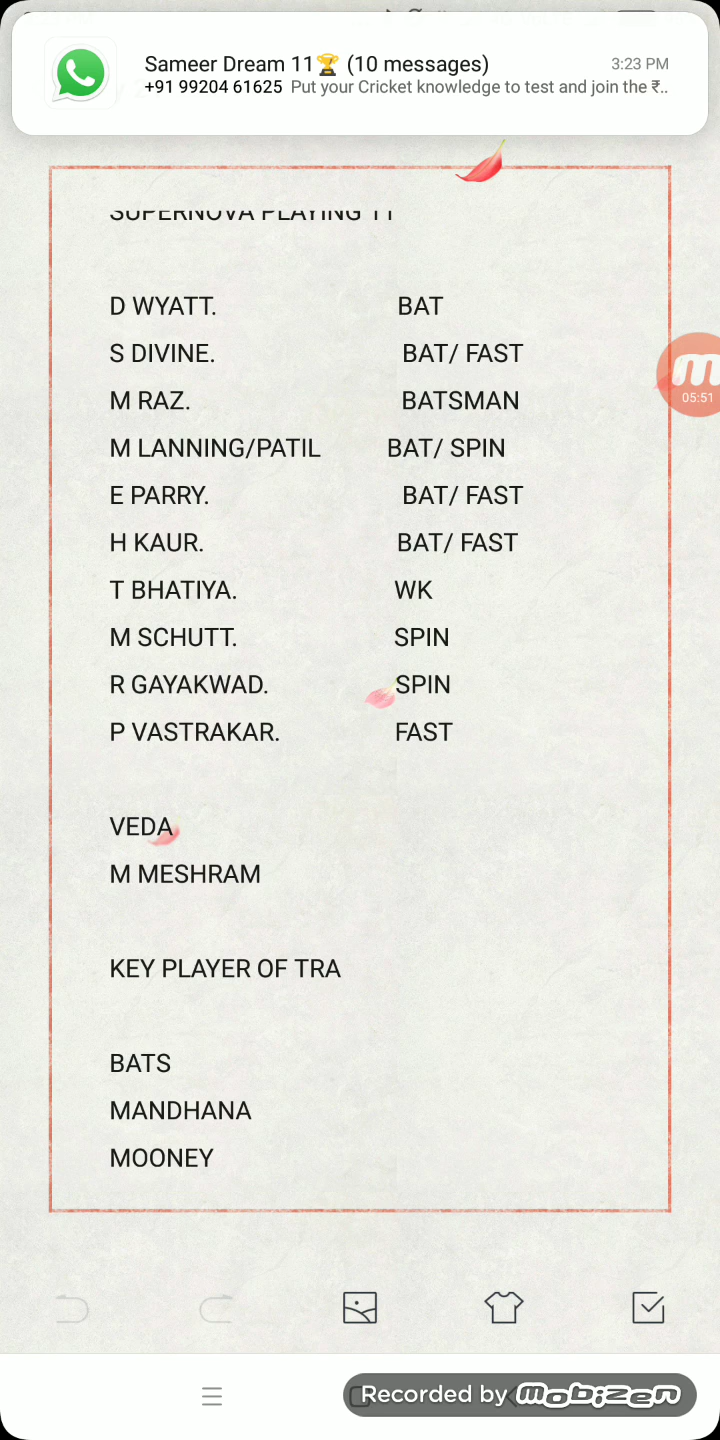 Sameer Dream 11🏆 (10 messages) 3:23 PM
+91 99204 61625 Put your Cricket knowledge to test and join the ₹..
SUPERNOVA PLAYING 11
D WYATT. BAT
S DIVINE. BAT/ FAST
M RAZ. BATSMAN
M LANNING/PATIL BAT/ SPIN
E PARRY. BAT/ FAST
H KAUR. BAT/ FAST
T BHATIYA. WK
M SCHUTT. SPIN
R GAYAKWAD. SPIN
P VASTRAKAR. FAST
VEDA
M MESHRAM
KEY PLAYER OF TRA
BATS
MANDHANA
MOONEY
m
05:51
Recorded by mobizen